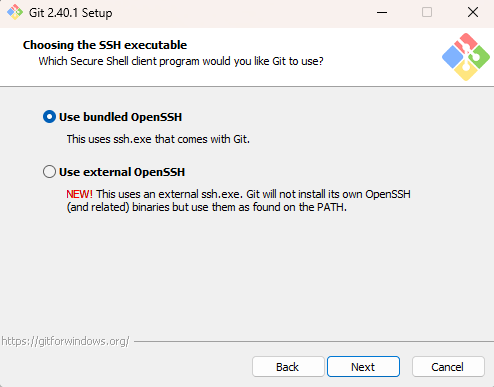 Git 2.40.1 Setup
Choosing the SSH executable
Which Secure Shell client program would you like Git to use?
Use bundled OpenSSH
This uses ssh.exe that comes with Git.
Use external OpenSSH
NEW! This uses an external ssh.exe. Git will not install its own OpenSSH
(and related) binaries but use them as found on the PATH.
https://gitforwindows.org/
Back Next Cancel